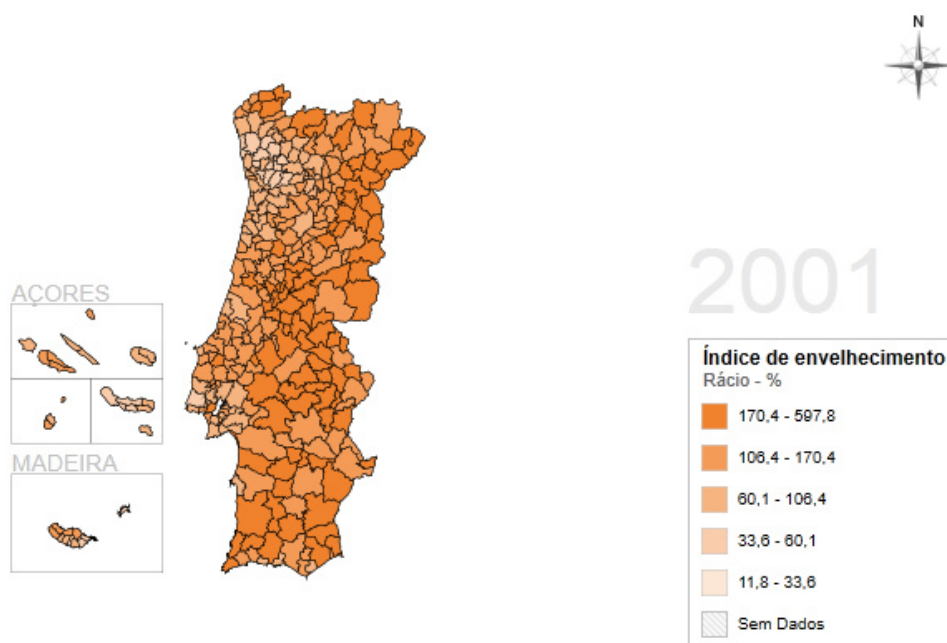 N
2001
AÇORES
MADEIRA
Índice de envelhecimento
Rácio - %
170,4 - 597,8
106,4 - 170,4
60,1 - 106,4
33,6 - 60,1
11,8 - 33,6
Sem Dados